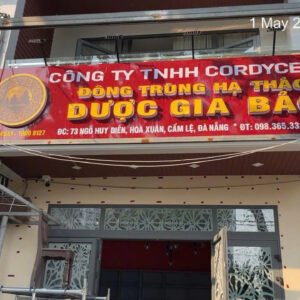 1 May 2
CÔNG TY TNHH CORDYCE
ĐÔNG TRÙNG HẠ THẢO
DƯỢC GIA BẢ
ĐC: 73 NGÔ HUY DIỄN, HOÀ XUÂN, CẨM LỆ, ĐÀ NẴNG * ĐT: 098.365.33